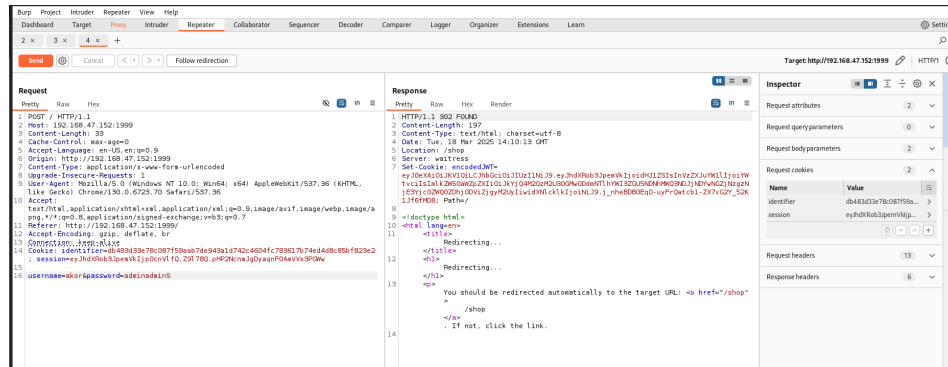 Burp Project Intruder Repeater View Help
Dashboard Target Proxy Intruder Repeater Collaborator Sequencer Decoder Comparer Logger Organizer Extensions Learn
2 × 3 × 4 × +
Send Cancel Follow redirection Target: http://192.168.47.152:1999 HTTP/1
Request
Pretty Raw Hex
1 POST / HTTP/1.1
2 Host: 192.168.47.152:1999
3 Content-Length: 33
4 Cache-Control: max-age=0
5 Accept-Language: en-US,en;q=0.9
6 Origin: http://192.168.47.152:1999
7 Content-Type: application/x-www-form-urlencoded
8 Upgrade-Insecure-Requests: 1
9 User-Agent: Mozilla/5.0 (Windows NT 10.0; Win64; x64) AppleWebKit/537.36 (KHTML,
like Gecko) Chrome/130.0.6723.70 Safari/537.36
10 Accept:
text/html,application/xhtml+xml,application/xml;q=0.9,image/avif,image/webp,image/a
png,*/*;q=0.8,application/signed-exchange;v=b3;q=0.7
11 Referer: http://192.168.47.152:1999/
12 Accept-Encoding: gzip, deflate, br
13 Connection: keep-alive
14 Cookie:
15
16 username=akor&password=adminadminS
Response
Pretty Raw Hex Render
1 HTTP/1.1 302 FOUND
2 Content-Length: 197
3 Content-Type: text/html; charset=utf-8
4 Date: Tue, 18 Mar 2025 14:10:13 GMT
5 Location: /shop
6 Server: waitress
7 Set-Cookie: encodedJWT=
Path=/
8
9 <!doctype html>
10 <html lang=en>
11 <title>
Redirecting...
</title>
12 <h1>
Redirecting...
</h1>
13 <p>
You should be redirected automatically to the target URL: <a href="/shop"
>
/shop
</a>
. If not, click the link.
14
Inspector
Request attributes 2
Request query parameters 0
Request body parameters 2
Request cookies 2
Name Value
identifier db483d33e78c087f59a...
session
Request headers 13
Response headers 6